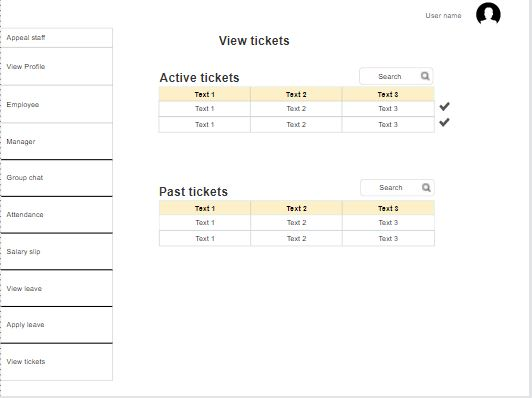 User name
Appeal staff
View Profile
Employee
Manager
Group chat
Attendance
Salary slip
View leave
Apply leave
View tickets
View tickets
Active tickets
Search
Text 1 Text 2 Text 3
Text 1 Text 2 Text 3
Text 1 Text 2 Text 3
Past tickets
Search
Text 1 Text 2 Text 3
Text 1 Text 2 Text 3
Text 1 Text 2 Text 3